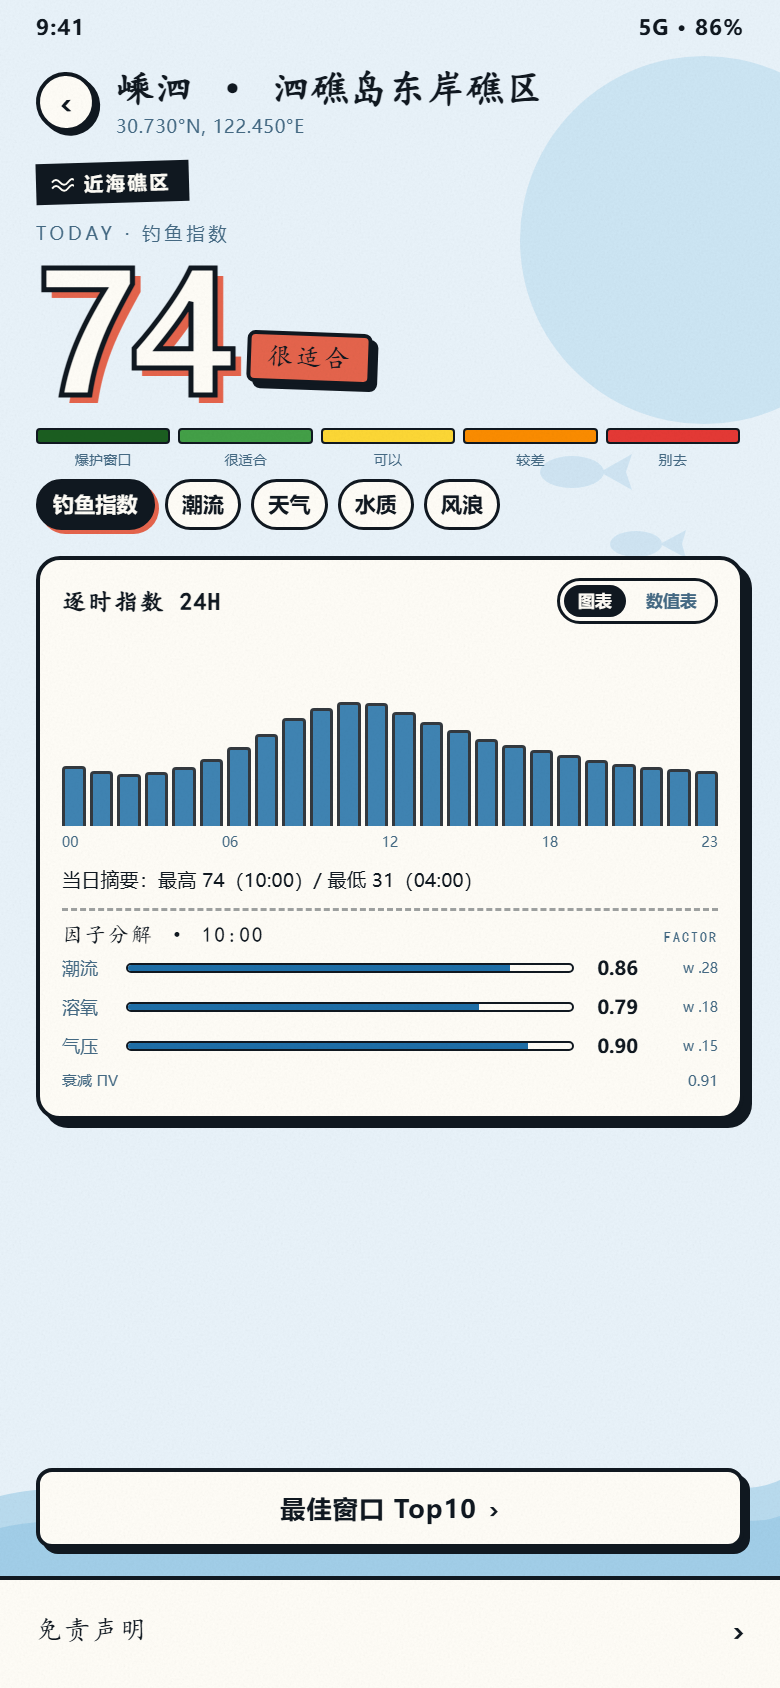 9:41
5G • 86%
‹
嵊泗 • 泗礁岛东岸礁区
30.730°N, 122.450°E
近海礁区
TODAY · 钓鱼指数
74
很适合
爆护窗口 很适合 可以 较差 别去
钓鱼指数 潮流 天气 水质 风浪
逐时指数 24H
图表 数值表
00 06 12 18 23
当日摘要：最高 74（10:00）/ 最低 31（04:00）
因子分解 • 10:00
FACTOR
潮流 0.86 w .28
溶氧 0.79 w .18
气压 0.90 w .15
衰减 ΠV 0.91
最佳窗口 Top10 ›
免责声明 ›